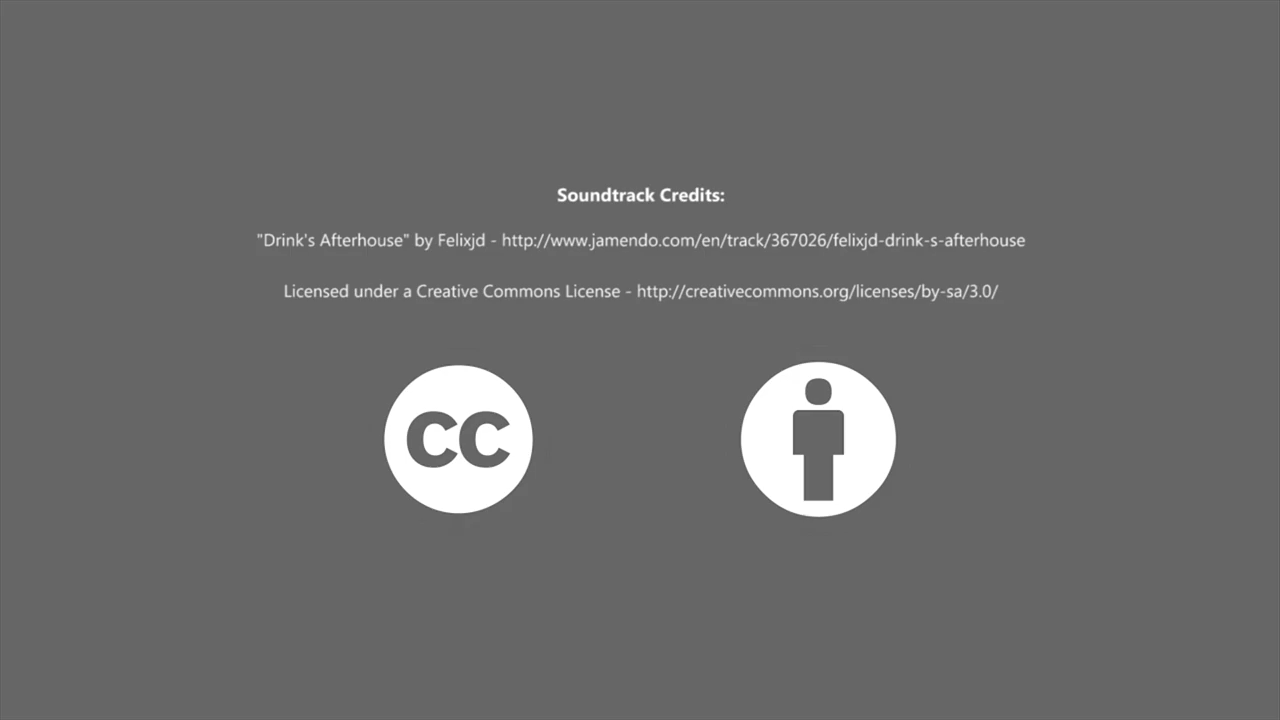 Soundtrack Credits:
"Drink's Afterhouse" by Felixjd - http://www.jamendo.com/en/track/367026/felixjd-drink-s-afterhouse
Licensed under a Creative Commons License - http://creativecommons.org/licenses/by-sa/3.0/
CC